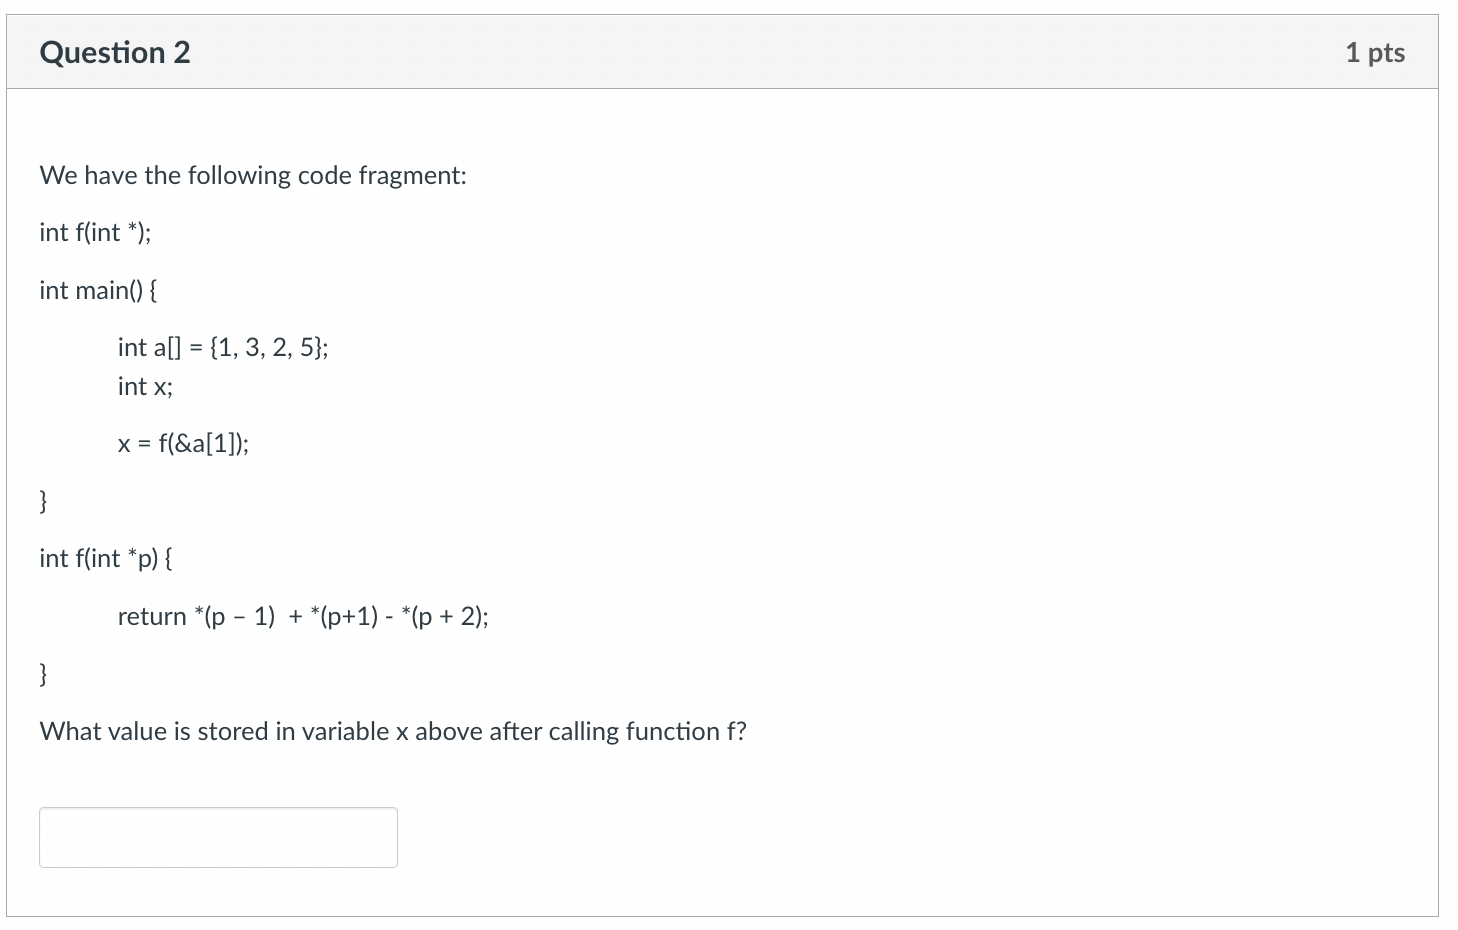 Question 2
1 pts
We have the following code fragment:
int f(int *);
int main() {
int a[] = {1, 3, 2, 5};
int x;
x = f(&a[1]);
}
int f(int *p) {
return *(p – 1)  + *(p+1) - *(p + 2);
}
What value is stored in variable x above after calling function f?